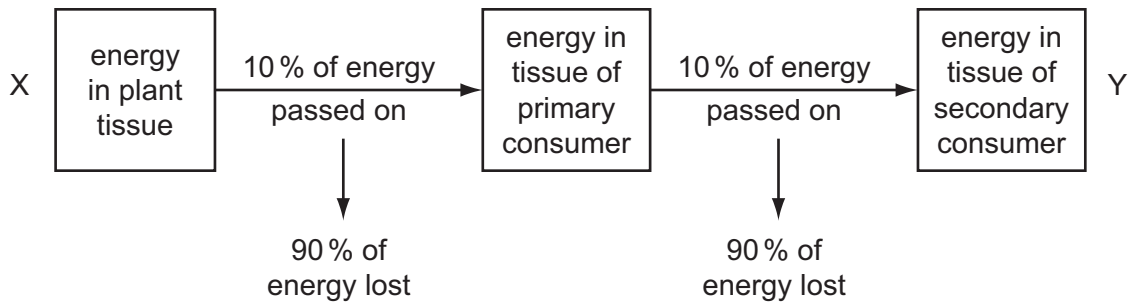 X
energy
in plant
tissue
10 % of energy
passed on
90 % of
energy lost
energy in
tissue of
primary
consumer
10 % of energy
passed on
90 % of
energy lost
energy in
tissue of
secondary
consumer
Y